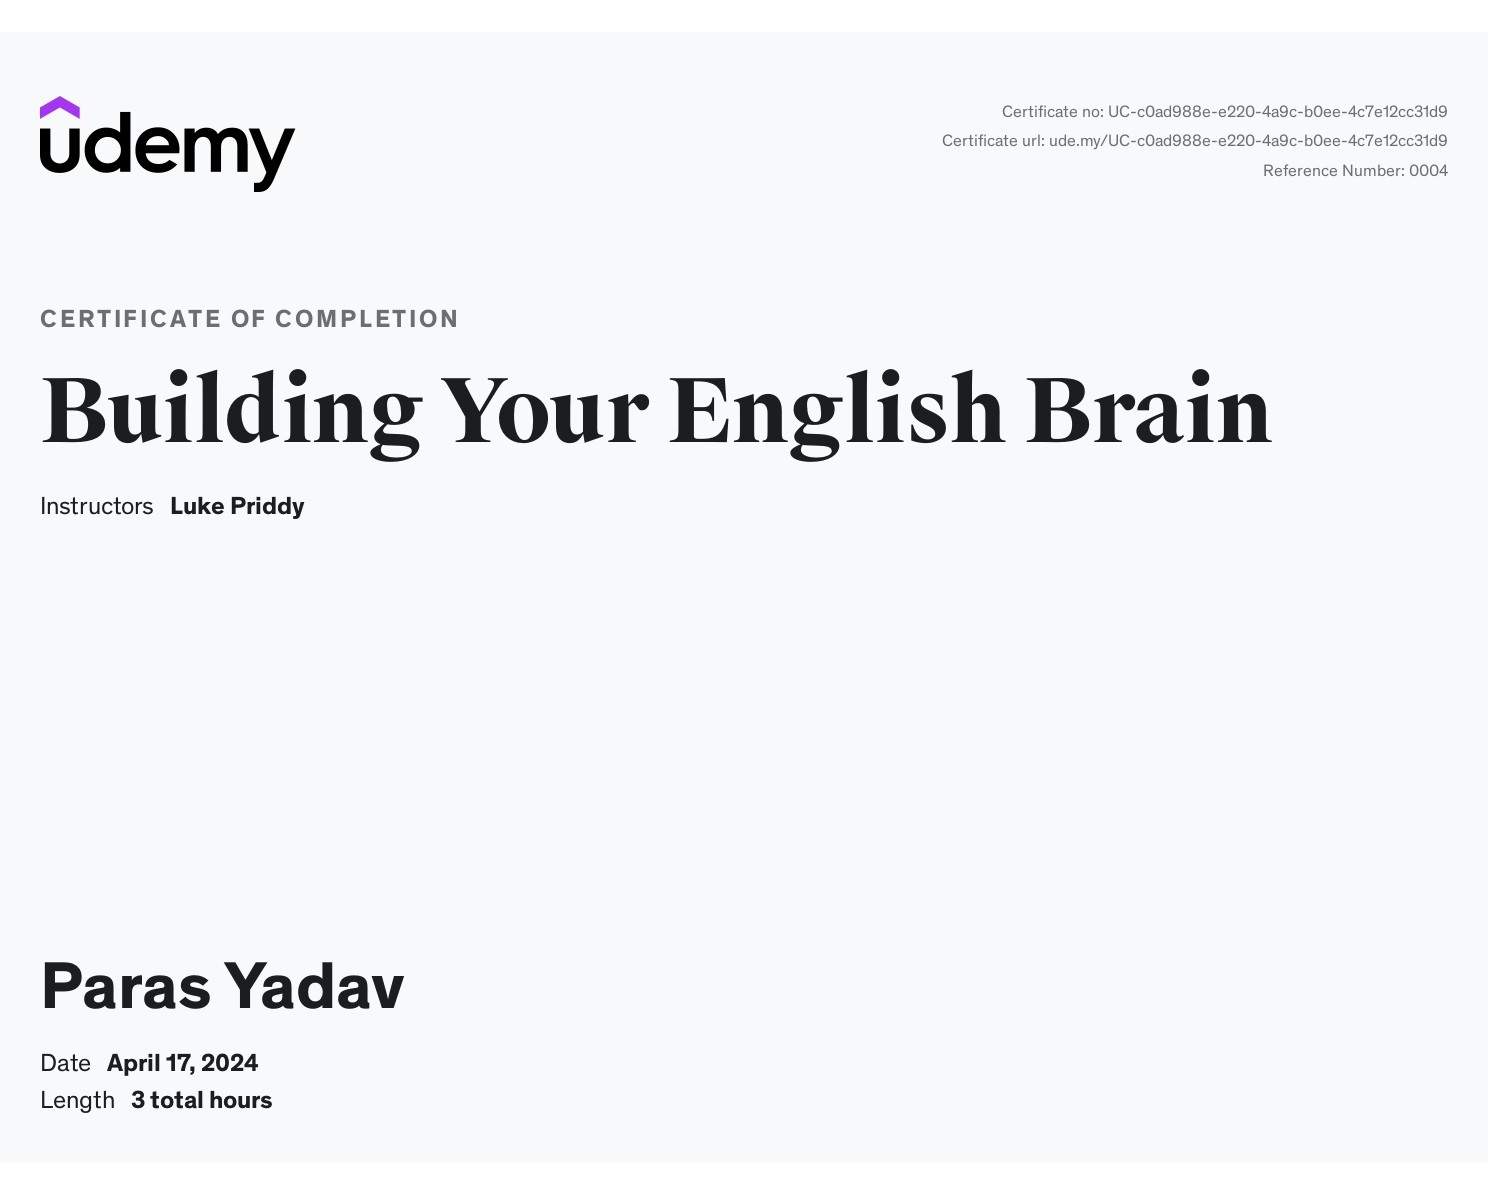 udemy
Certificate no: UC-c0ad988e-e220-4a9c-b0ee-4c7e12cc31d9
Certificate url: ude.my/UC-c0ad988e-e220-4a9c-b0ee-4c7e12cc31d9
Reference Number: 0004
CERTIFICATE OF COMPLETION
Building Your English Brain
Instructors Luke Priddy
Paras Yadav
Date April 17, 2024
Length 3 total hours